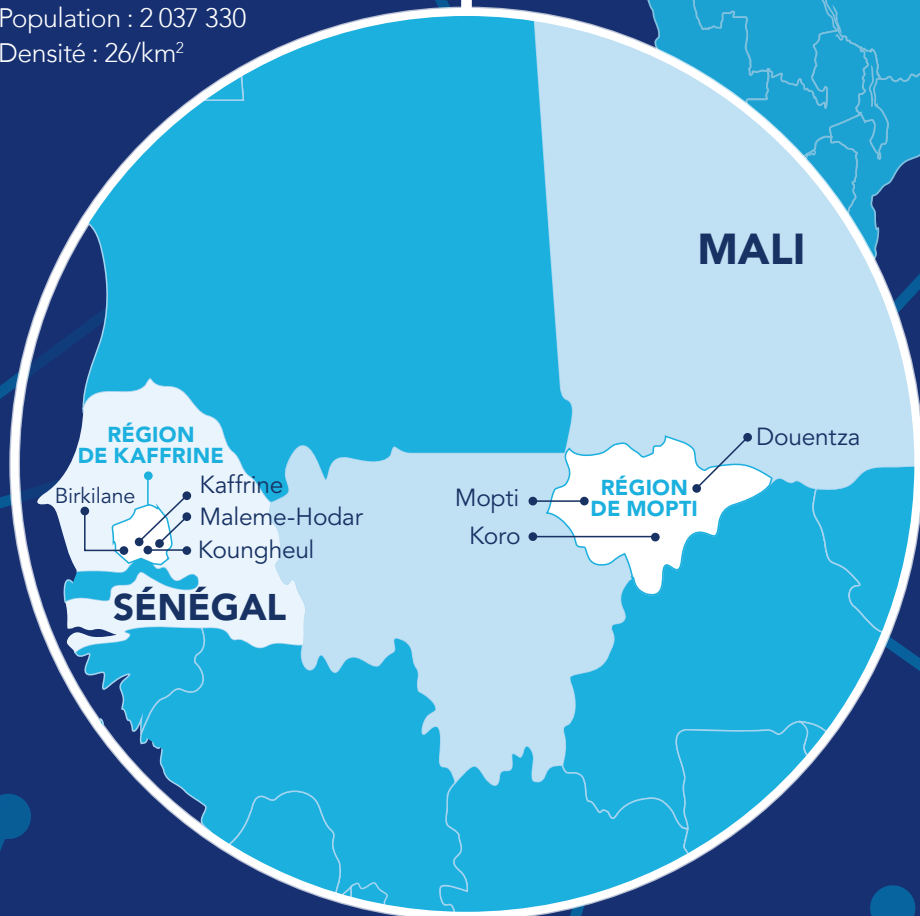 Population : 2 037 330
Densité : 26/km²
MALI
RÉGION
DE KAFFRINE
Birkilane
Kaffrine
Maleme-Hodar
Koungheul
SÉNÉGAL
Mopti
Koro
RÉGION
DE MOPTI
Douentza